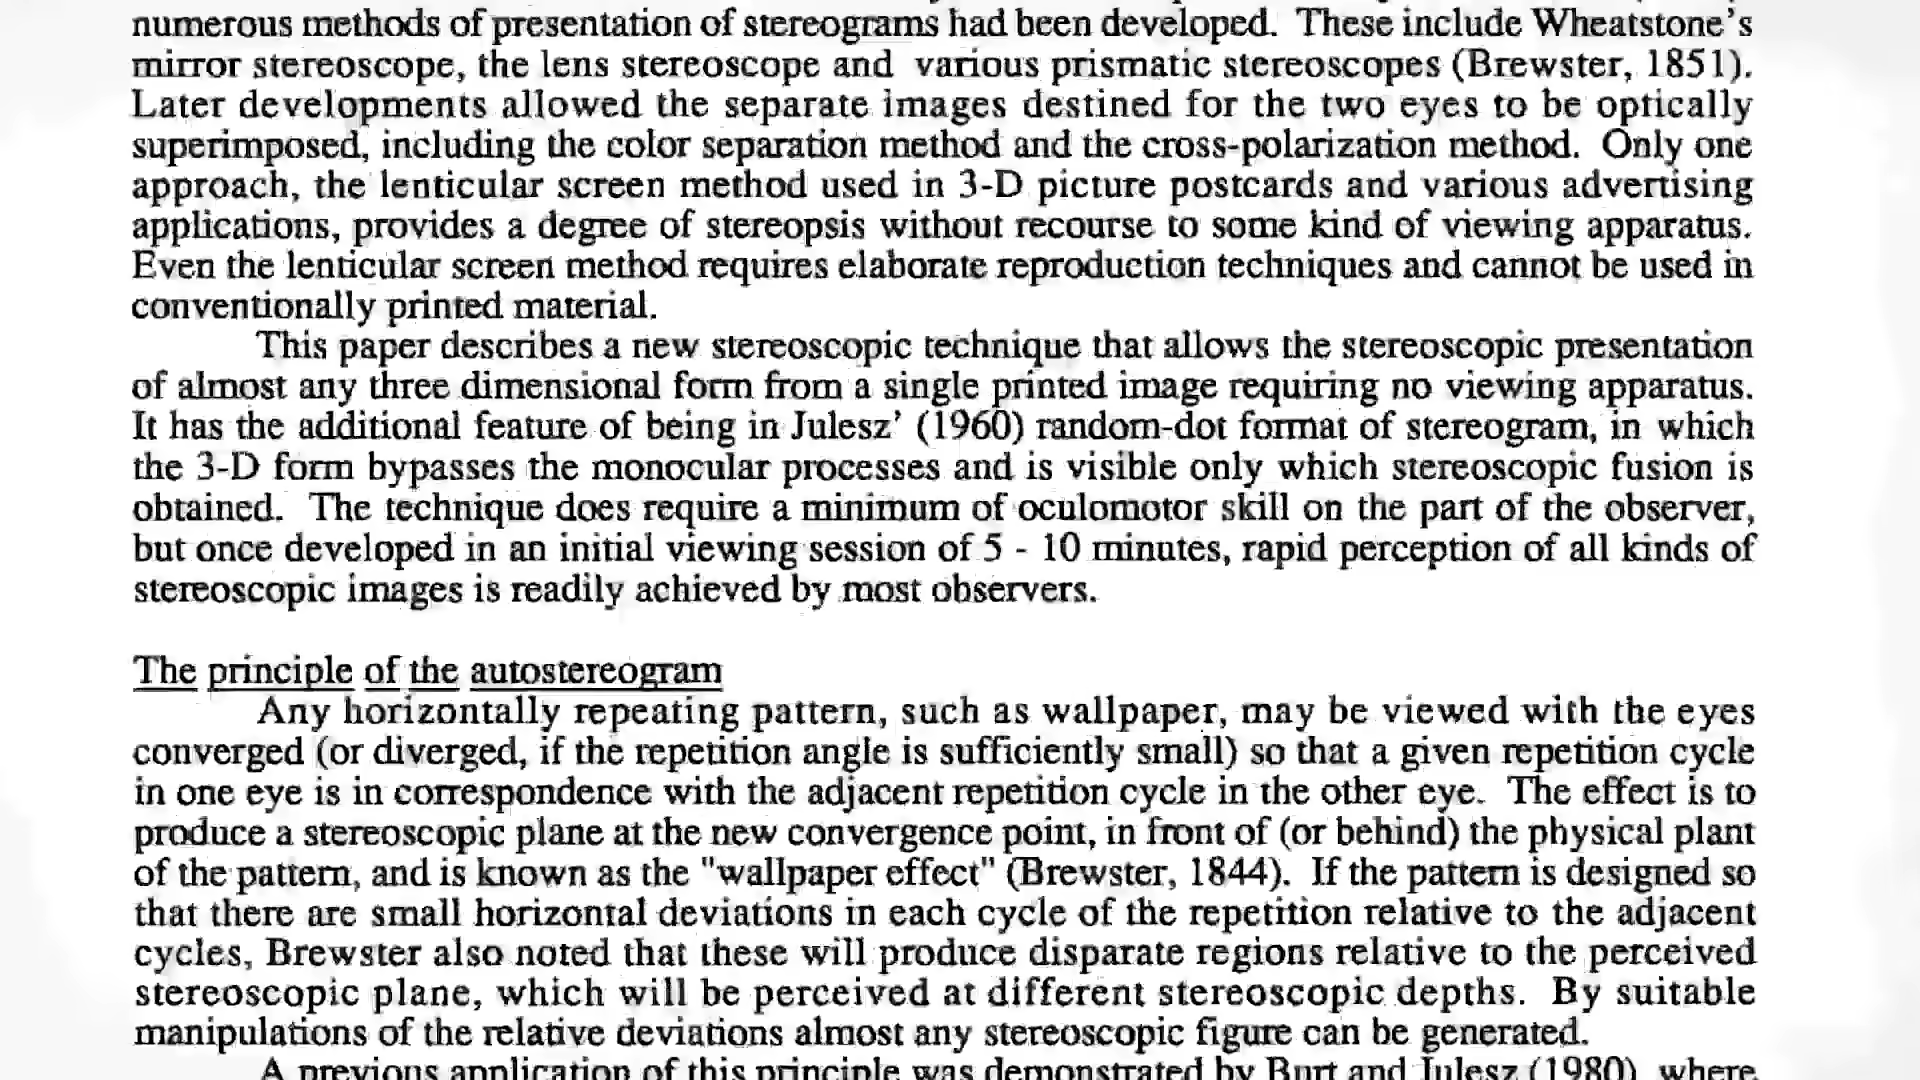 numerous methods of presentation of stereograms had been developed. These include Wheatstone's
mirror stereoscope, the lens stereoscope and various prismatic stereoscopes (Brewster, 1851).
Later developments allowed the separate images destined for the two eyes to be optically
superimposed, including the color separation method and the cross-polarization method. Only one
approach, the lenticular screen method used in 3-D picture postcards and various advertising
applications, provides a degree of stereopsis without recourse to some kind of viewing apparatus.
Even the lenticular screen method requires elaborate reproduction techniques and cannot be used in
conventionally printed material.
This paper describes a new stereoscopic technique that allows the stereoscopic presentation
of almost any three dimensional form from a single printed image requiring no viewing apparatus.
It has the additional feature of being in Julesz' (1960) random-dot format of stereogram, in which
the 3-D form bypasses the monocular processes and is visible only which stereoscopic fusion is
obtained. The technique does require a minimum of oculomotor skill on the part of the observer,
but once developed in an initial viewing session of 5 - 10 minutes, rapid perception of all kinds of
stereoscopic images is readily achieved by most observers.
The principle of the autostereogram
Any horizontally repeating pattern, such as wallpaper, may be viewed with the eyes
converged (or diverged, if the repetition angle is sufficiently small) so that a given repetition cycle
in one eye is in correspondence with the adjacent repetition cycle in the other eye. The effect is to
produce a stereoscopic plane at the new convergence point, in front of (or behind) the physical plant
of the pattern, and is known as the "wallpaper effect" (Brewster, 1844). If the pattern is designed so
that there are small horizontal deviations in each cycle of the repetition relative to the adjacent
cycles, Brewster also noted that these will produce disparate regions relative to the perceived
stereoscopic plane, which will be perceived at different stereoscopic depths. By suitable
manipulations of the relative deviations almost any stereoscopic figure can be generated.
A previous application of this principle was demonstrated by Burt and Julesz (1980), where